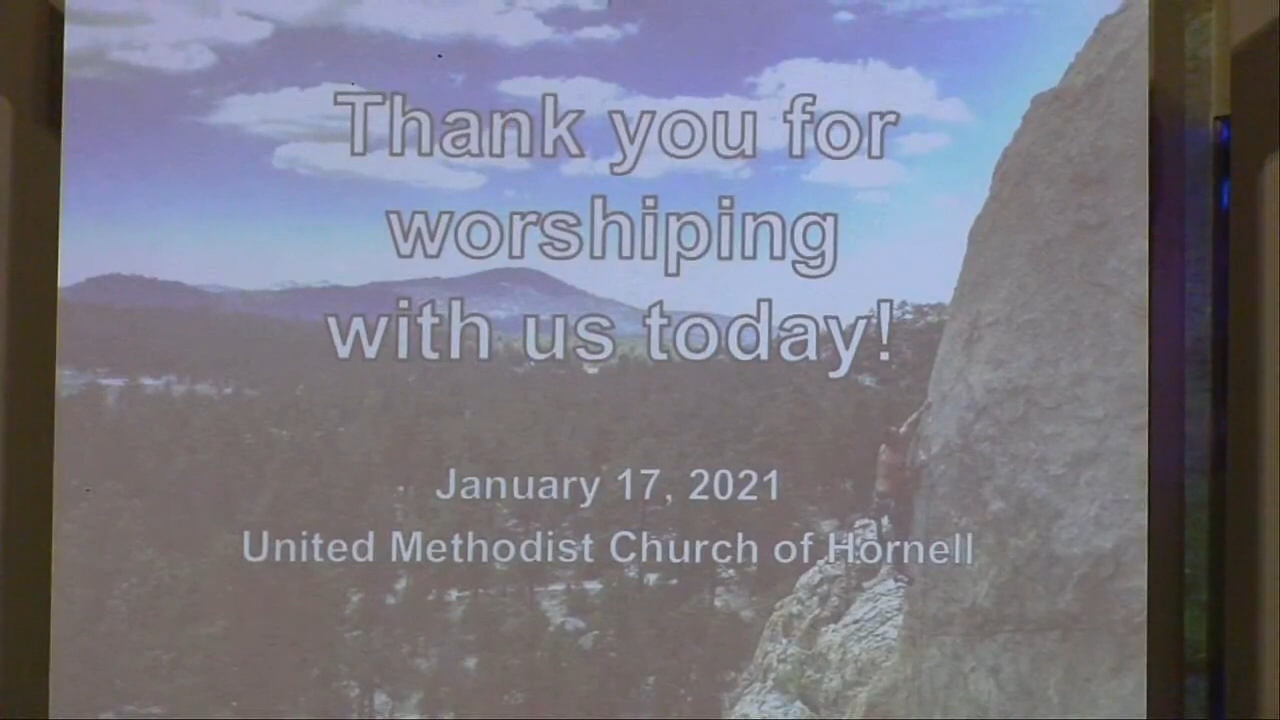 Thank you for
worshiping
with us today!
January 17, 2021
United Methodist Church of Hornell